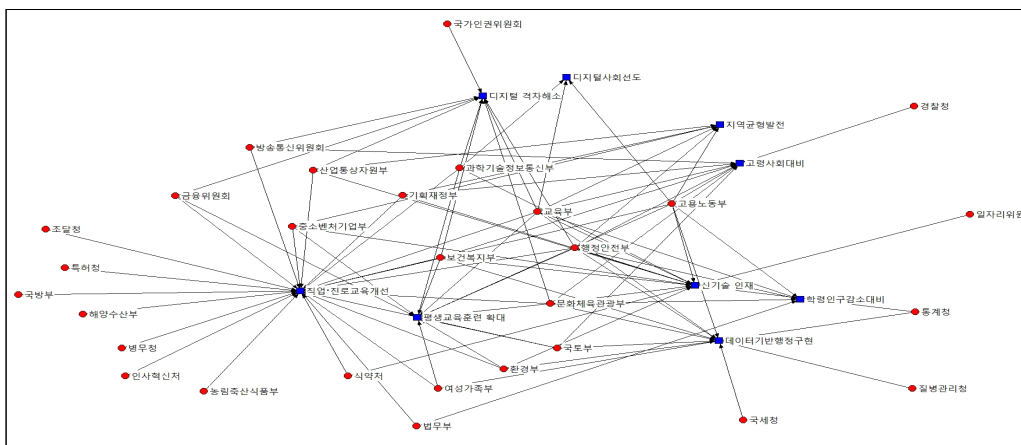 국가인권위원회
디지털사회선도
디지털 격차해소
경찰청
지역균형발전
방송통신위원회
고령사회대비
산업통상자원부
과학기술정보통신부
금융위원회
기획재정부
고용노동부
교육부
일자리위원
중소벤처기업부
조달청
행정안전부
보건복지부
특허청
신기술 인재
직업·진로교육개선
국방부
학령인구감소대비
문화체육관광부
통계청
해양수산부
평생교육훈련 확대
데이터기반행정구현
병무청
국토부
환경부
인사혁신처
식약처
여성가족부
질병관리청
농림축산식품부
국세청
법무부